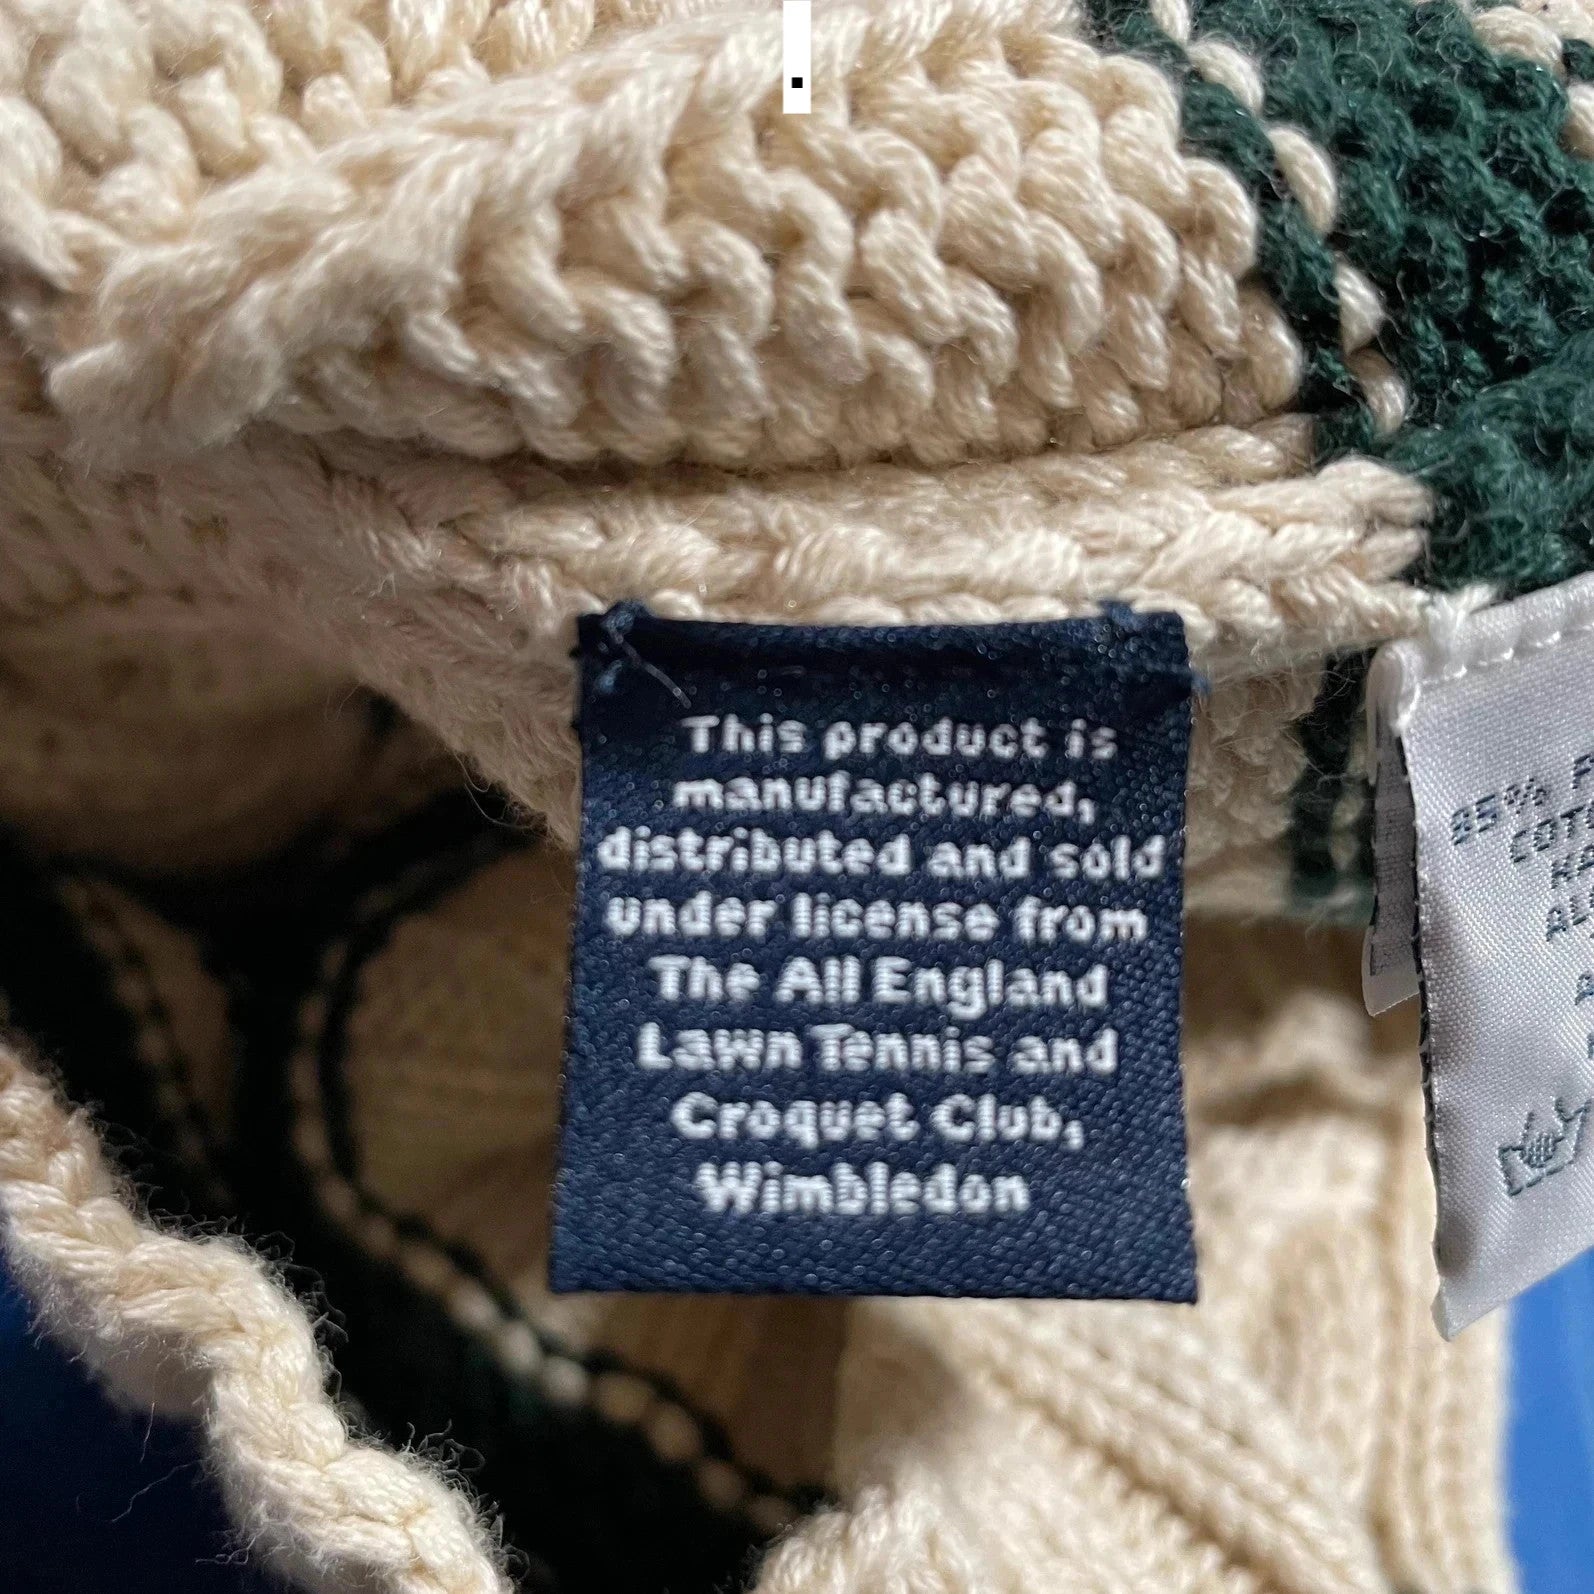 .
This product is
manufactured,
distributed and sold
under license from
The All England
Lawn Tennis and
Croquet Club,
Wimbledon
85%